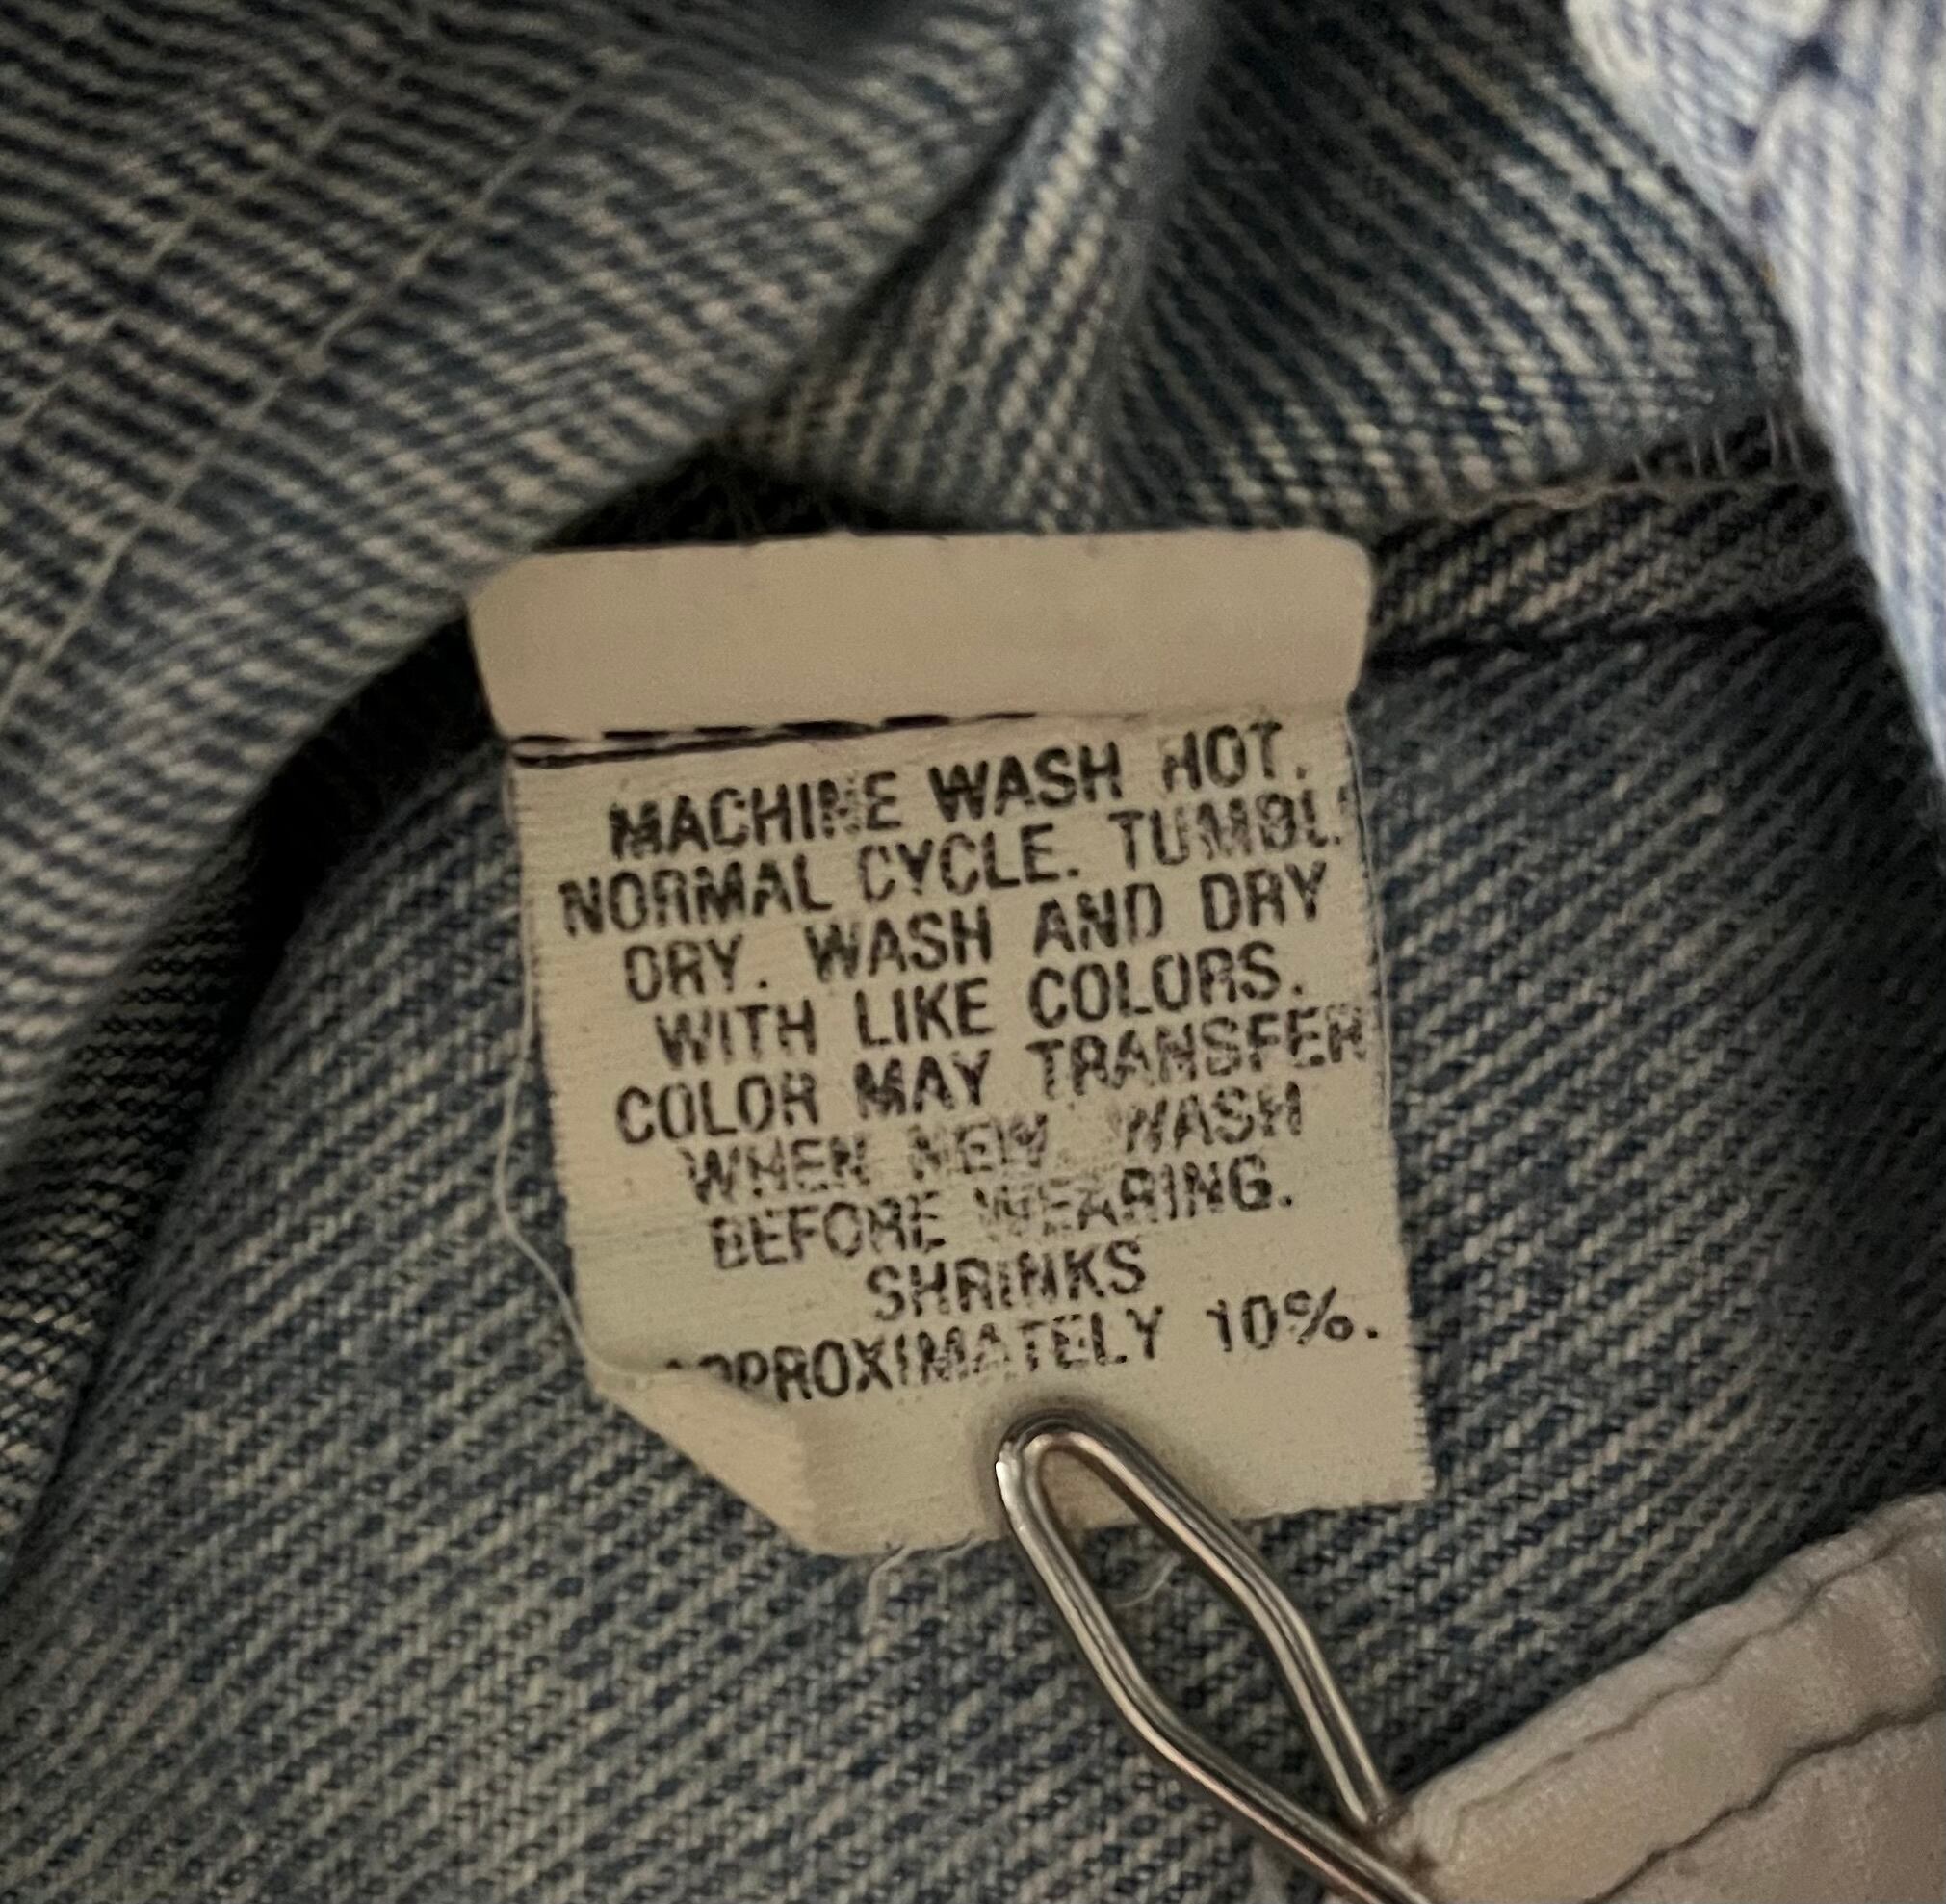 MACHINE WASH HOT.
NORMAL CYCLE. TUMBLE
DRY. WASH AND DRY
WITH LIKE COLORS.
COLOR MAY TRANSFER
WHEN NEW. WASH
BEFORE WEARING.
SHRINKS
APPROXIMATELY 10%.